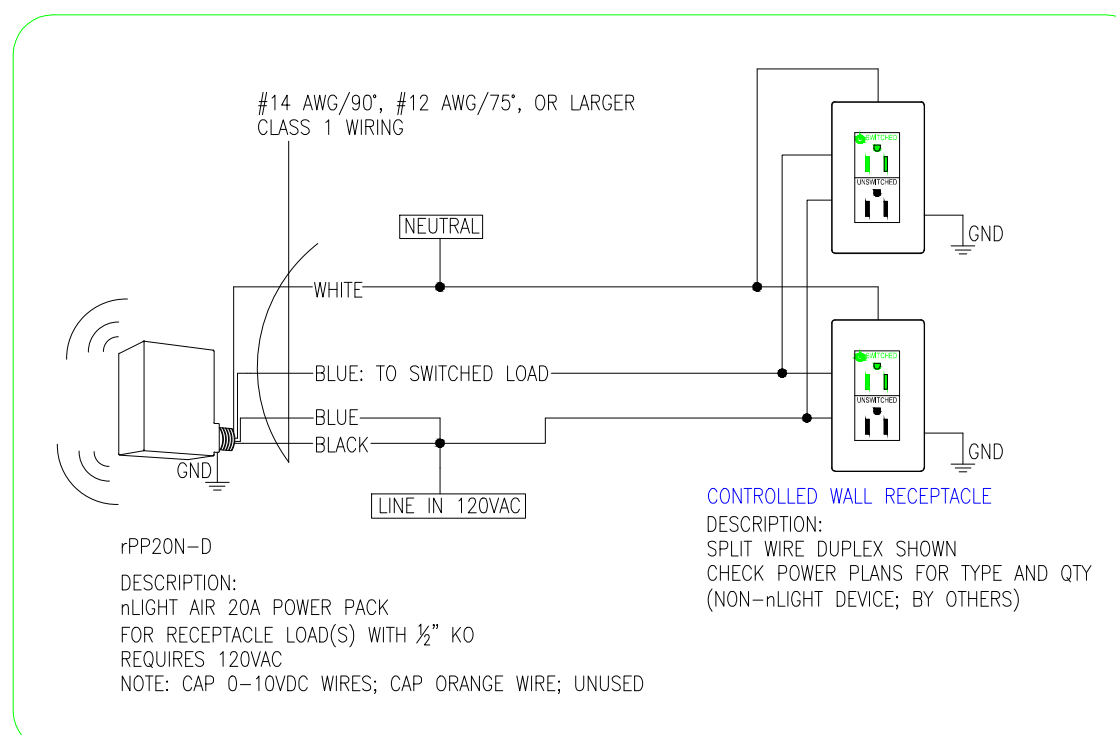 #14 AWG/90°, #12 AWG/75°, OR LARGER
CLASS 1 WIRING
NEUTRAL
SWITCHED
UNSWITCHED
GND
WHITE
BLUE: TO SWITCHED LOAD
SWITCHED
UNSWITCHED
BLUE
BLACK
GND
GND
LINE IN 120VAC
CONTROLLED WALL RECEPTACLE
DESCRIPTION:
SPLIT WIRE DUPLEX SHOWN
CHECK POWER PLANS FOR TYPE AND QTY
(NON-nLIGHT DEVICE; BY OTHERS)
rPP20N-D
DESCRIPTION:
nLIGHT AIR 20A POWER PACK
FOR RECEPTACLE LOAD(S) WITH ½" KO
REQUIRES 120VAC
NOTE: CAP 0-10VDC WIRES; CAP ORANGE WIRE; UNUSED